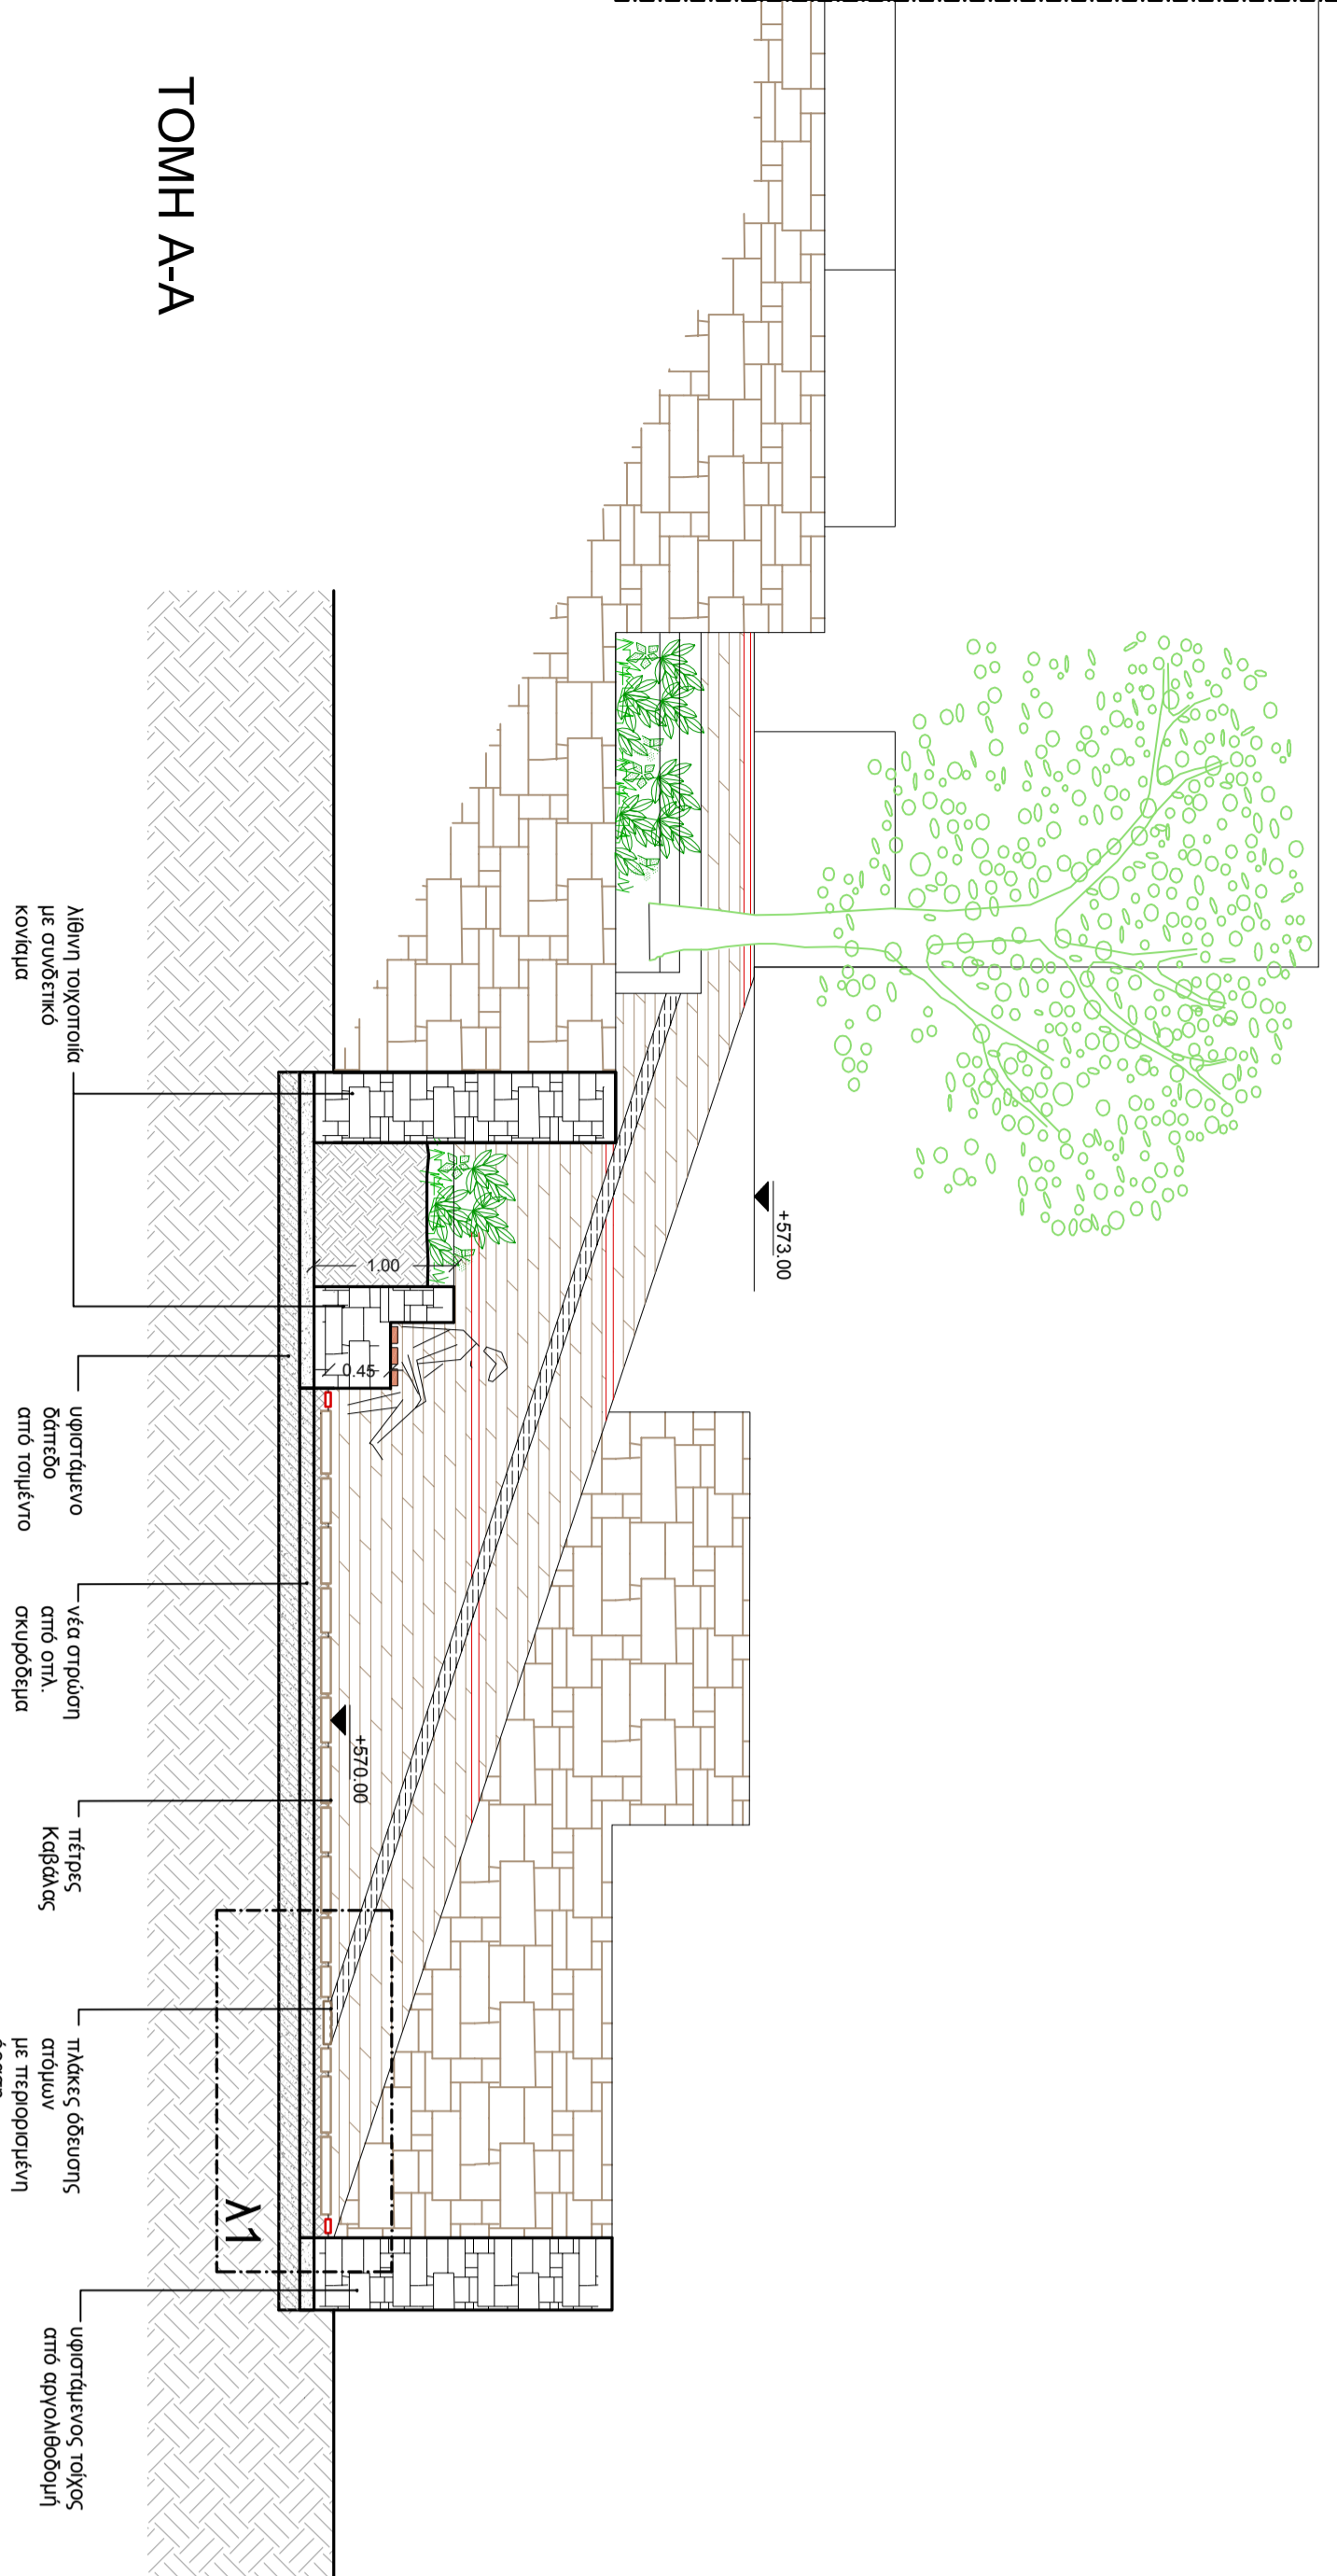 ΤΟΜΗ Α-Α
+573.00
+570.00
1.00
0.45
λ1
λίθινη τοιχοποιία
με συνδετικό
κονίαμα
υφιστάμενο
δάπεδο
από τσιμέντο
νέα στρώση
από οπλ.
σκυρόδεμα
πέτρες
Καβάλας
πλάκες όδευσης
ατόμων
με περιορισμένη
υφιστάμενος τοίχος
από αργολιθοδομή